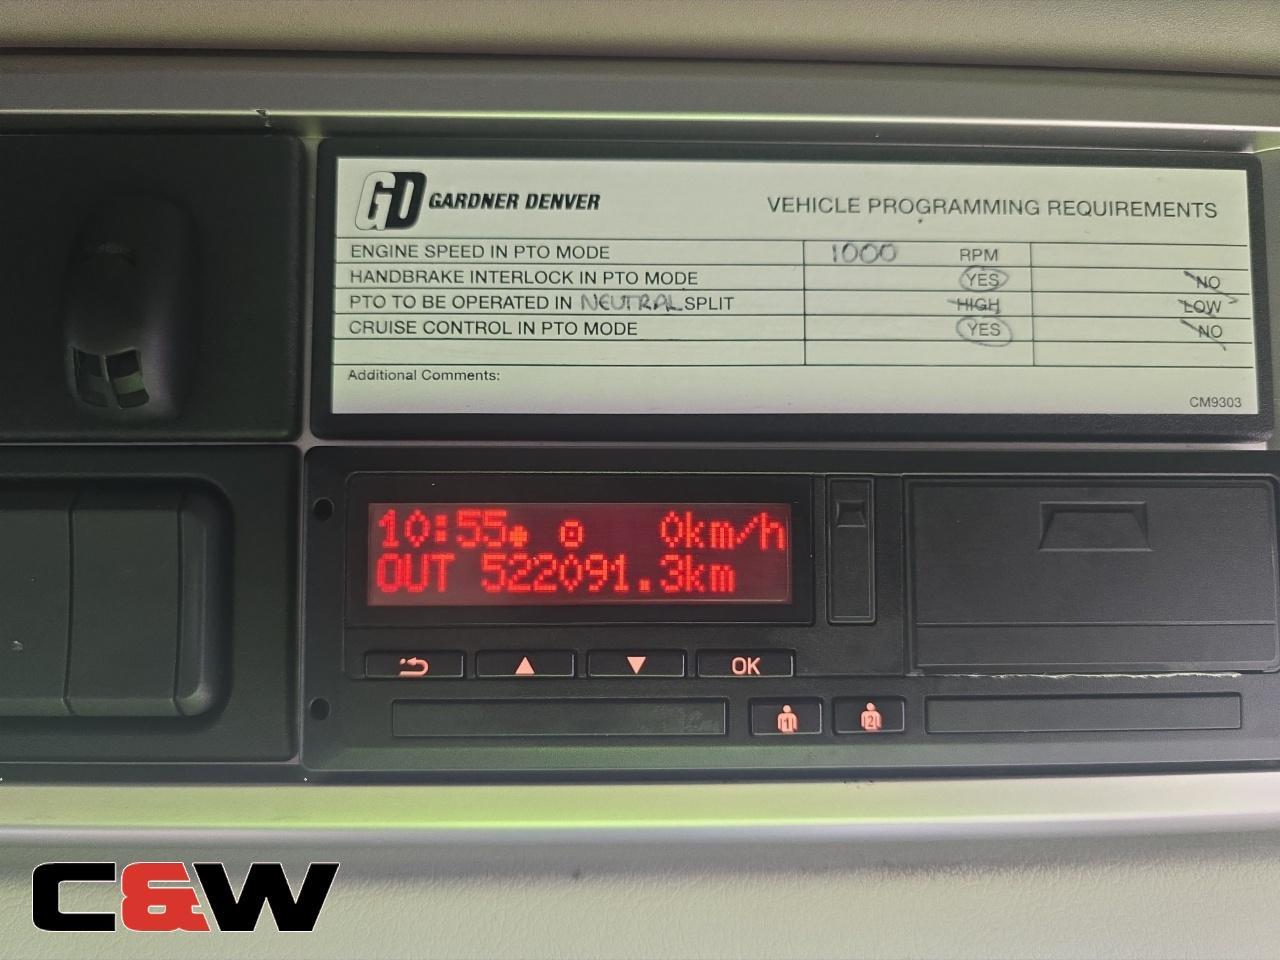 GD GARDNER DENVER VEHICLE PROGRAMMING REQUIREMENTS
ENGINE SPEED IN PTO MODE 1000 RPM
HANDBRAKE INTERLOCK IN PTO MODE YES NO
PTO TO BE OPERATED IN NEUTRAL SPLIT HIGH LOW
CRUISE CONTROL IN PTO MODE YES NO
Additional Comments:
CM9303
10:55 0km/h
OUT 522091.3km
OK
1 2
C&W